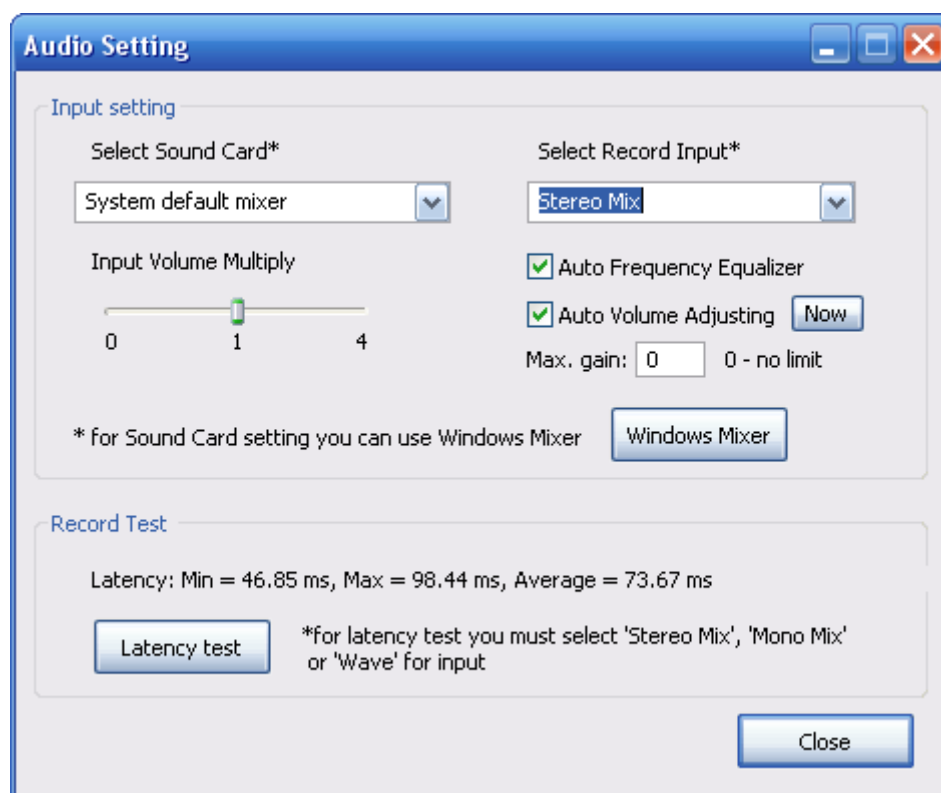 Audio Setting
Input setting
Select Sound Card*
Select Record Input*
System default mixer
Stereo Mix
Input Volume Multiply
Auto Frequency Equalizer
Auto Volume Adjusting
Now
0
1
4
Max. gain:
0
0 - no limit
* for Sound Card setting you can use Windows Mixer
Windows Mixer
Record Test
Latency: Min = 46.85 ms, Max = 98.44 ms, Average = 73.67 ms
Latency test
*for latency test you must select 'Stereo Mix', 'Mono Mix'
or 'Wave' for input
Close